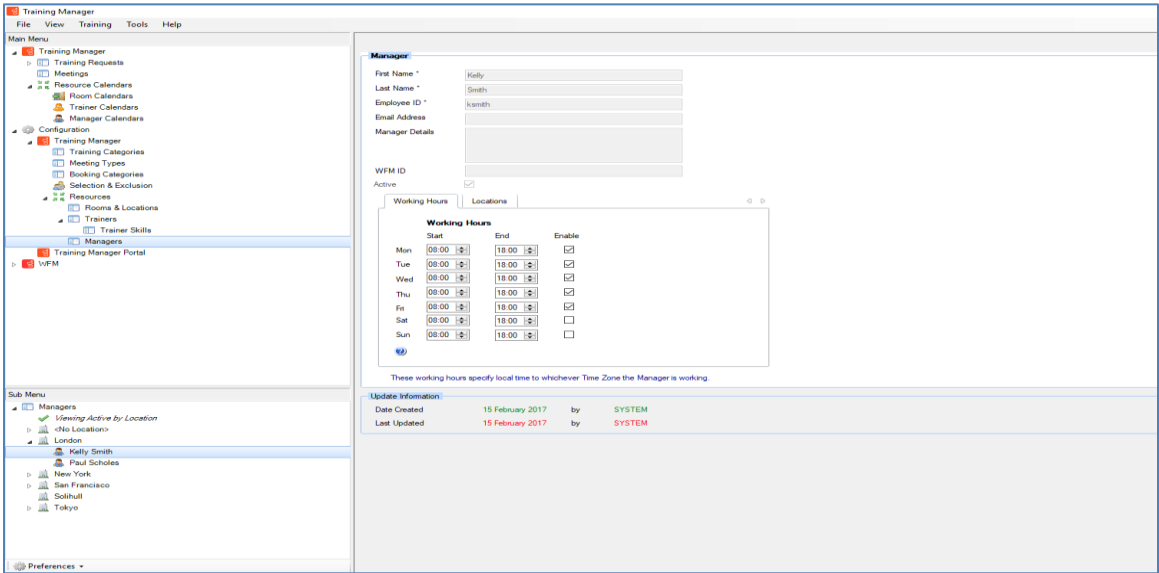 Training Manager
File View Training Tools Help
Main Menu
Training Manager
Training Requests
Meetings
Resource Calendars
Room Calendars
Trainer Calendars
Manager Calendars
Configuration
Training Manager
Training Categories
Meeting Types
Booking Categories
Selection & Exclusion
Resources
Rooms & Locations
Trainers
Trainer Skills
Managers
Training Manager Portal
WFM
Sub Menu
Managers
Viewing Active by Location
<No Location>
London
Kelly Smith
Paul Scholes
New York
San Francisco
Solihull
Tokyo
Preferences
Manager
First Name * Kelly
Last Name * Smith
Employee ID * ksmith
Email Address
Manager Details
WFM ID
Active
Working Hours Locations
Working Hours
Start End Enable
Mon 08:00 18:00
Tue 08:00 18:00
Wed 08:00 18:00
Thu 08:00 18:00
Fri 08:00 18:00
Sat 08:00 18:00
Sun 08:00 18:00
These working hours specify local time to whichever Time Zone the Manager is working.
Update Information
Date Created 15 February 2017 by SYSTEM
Last Updated 15 February 2017 by SYSTEM